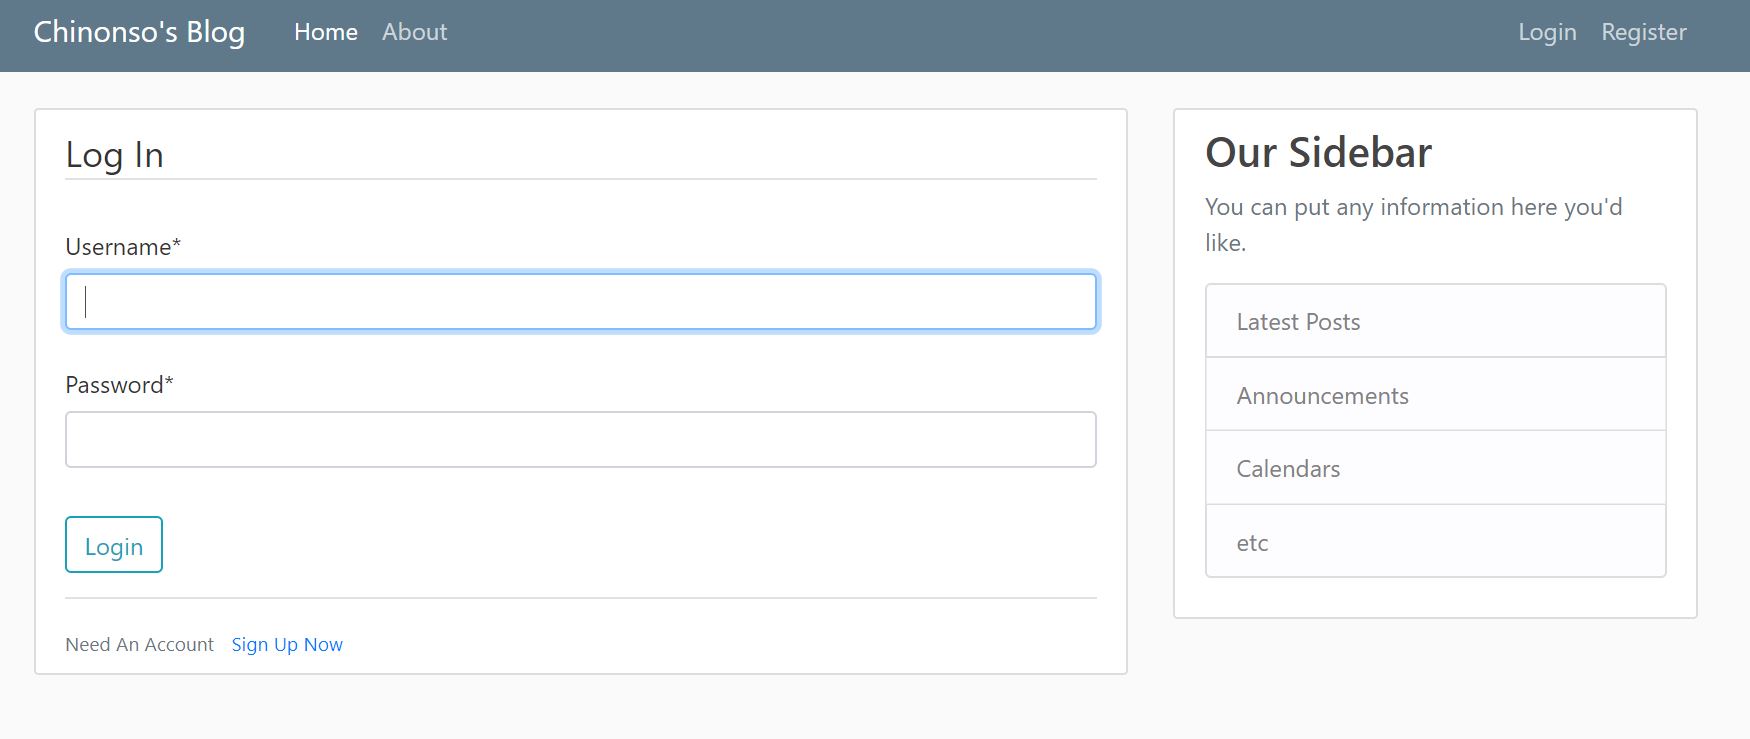 Chinonso's Blog Home About Login Register
Log In
Username*
Password*
Login
Need An Account Sign Up Now
Our Sidebar
You can put any information here you'd
like.
Latest Posts
Announcements
Calendars
etc